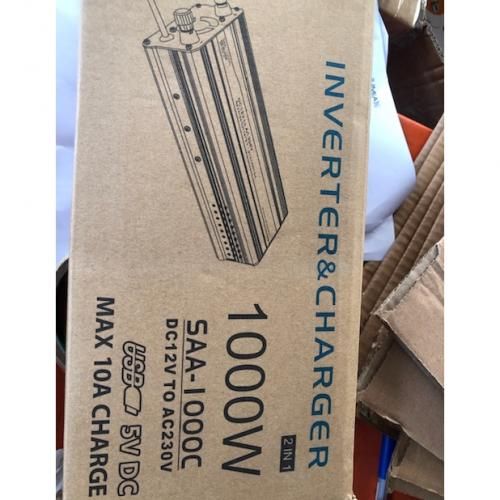 INVERTER&CHARGER
2 IN 1
1000W
SAA-1000C
DC12V TO AC230V
USB 5V DC
MAX 10A CHARGE